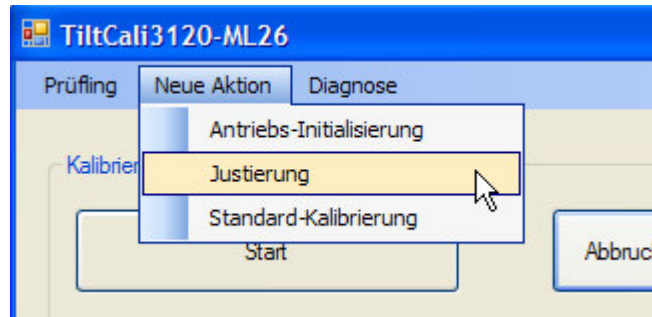 TiltCali3120-ML26
Prüfling Neue Aktion Diagnose
Antriebs-Initialisierung
Justierung
Standard-Kalibrierung
Start